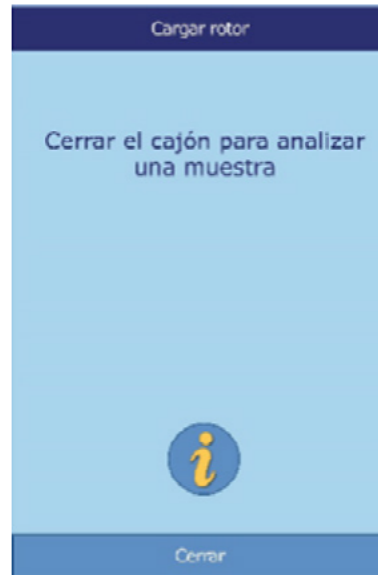 Cargar rotor
Cerrar el cajón para analizar
una muestra
i
Cerrar